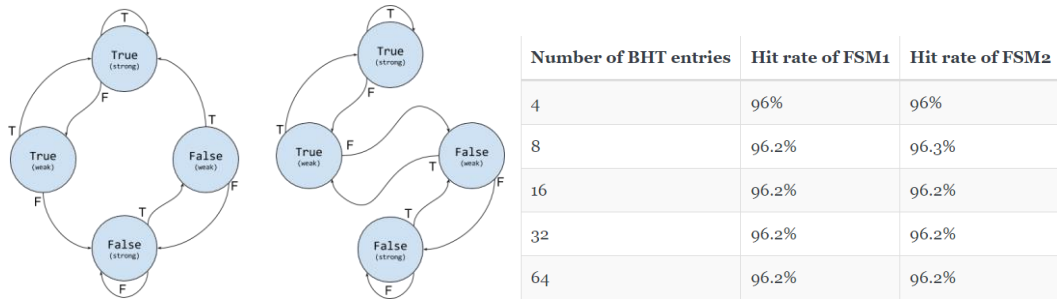 T
True
(strong)
F
T
T
True
(weak)
False
(weak)
F
F
T
False
(strong)
F
T
True
(strong)
F
T
True
(weak)
F
False
(weak)
T
F
T
False
(strong)
F
Number of BHT entries Hit rate of FSM1 Hit rate of FSM2
4 96% 96%
8 96.2% 96.3%
16 96.2% 96.2%
32 96.2% 96.2%
64 96.2% 96.2%